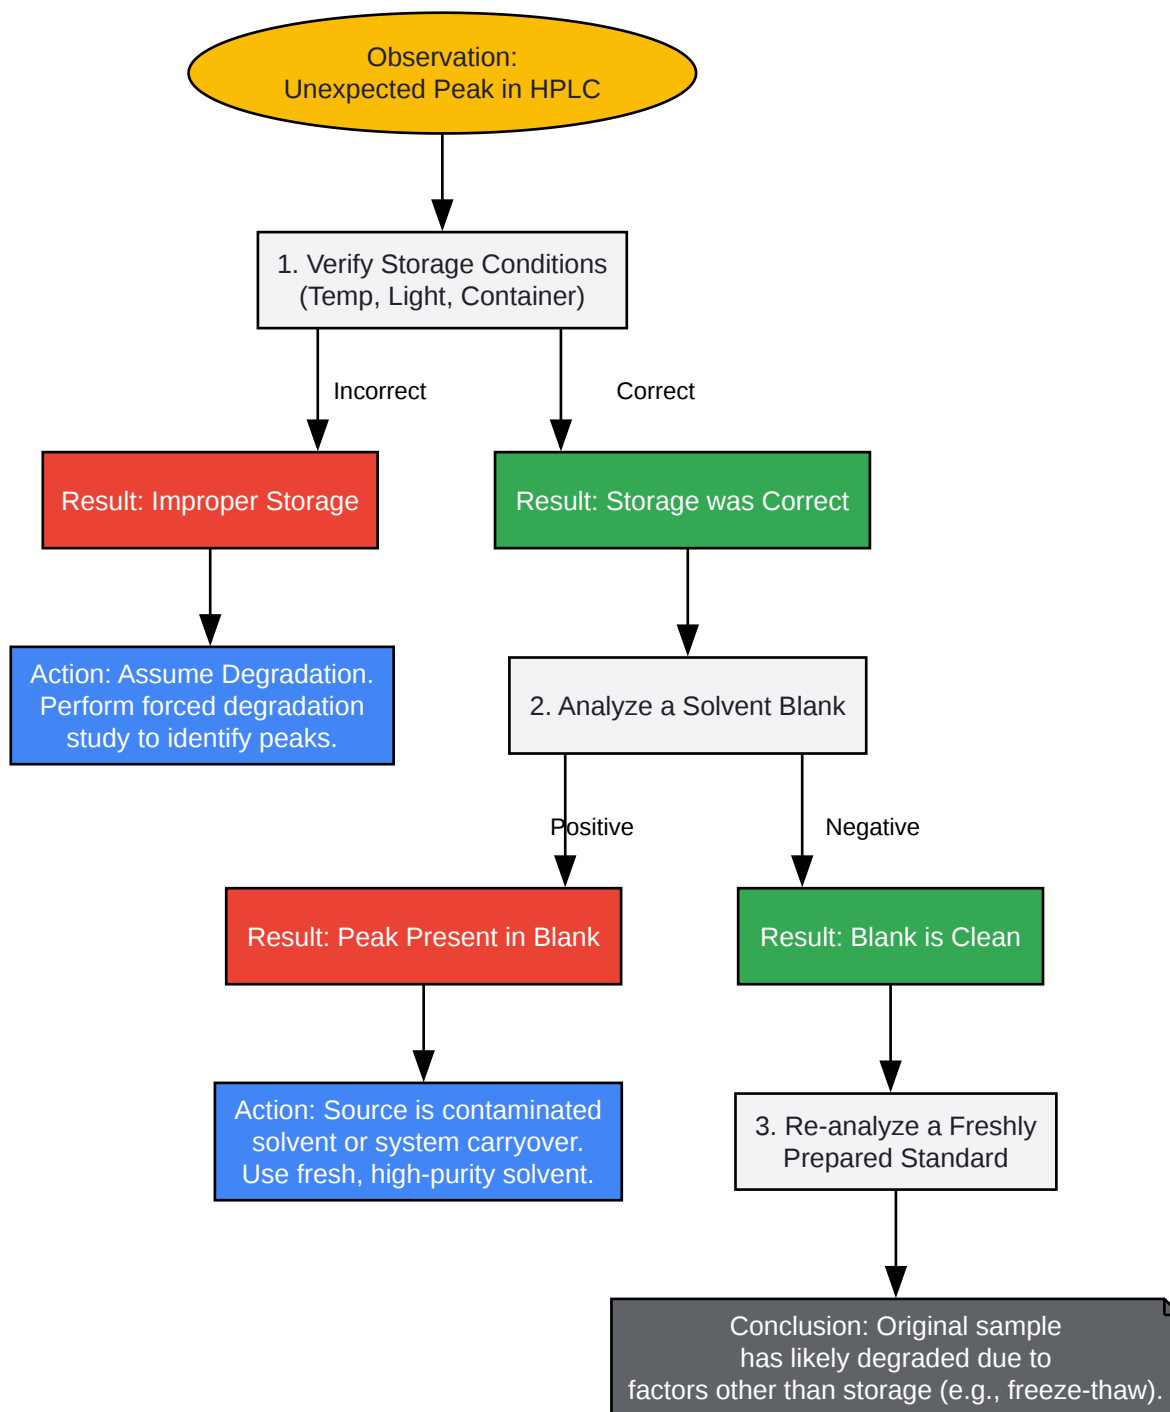 Observation:
Unexpected Peak in HPLC
1. Verify Storage Conditions
(Temp, Light, Container)
Incorrect
Correct
Result: Improper Storage
Result: Storage was Correct
Action: Assume Degradation.
Perform forced degradation
study to identify peaks.
2. Analyze a Solvent Blank
Positive
Negative
Result: Peak Present in Blank
Result: Blank is Clean
Action: Source is contaminated
solvent or system carryover.
Use fresh, high-purity solvent.
3. Re-analyze a Freshly
Prepared Standard
Conclusion: Original sample
has likely degraded due to
factors other than storage (e.g., freeze-thaw).